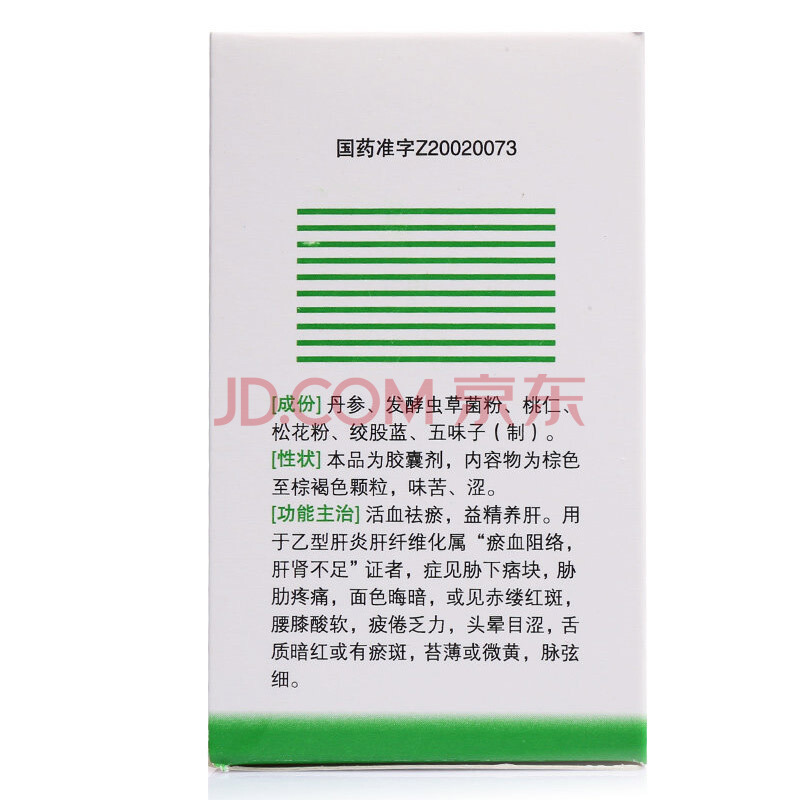 国药准字Z20020073
JD.COM 京东
[成份] 丹参、发酵虫草菌粉、桃仁、
松花粉、绞股蓝、五味子（制）。
[性状] 本品为胶囊剂，内容物为棕色
至棕褐色颗粒，味苦、涩。
[功能主治] 活血祛瘀，益精养肝。用
于乙型肝炎肝纤维化属“瘀血阻络，
肝肾不足”证者，症见胁下痞块，胁
肋疼痛，面色晦暗，或见赤缕红斑，
腰膝酸软，疲倦乏力，头晕目涩，舌
质暗红或有瘀斑，苔薄或微黄，脉弦
细。